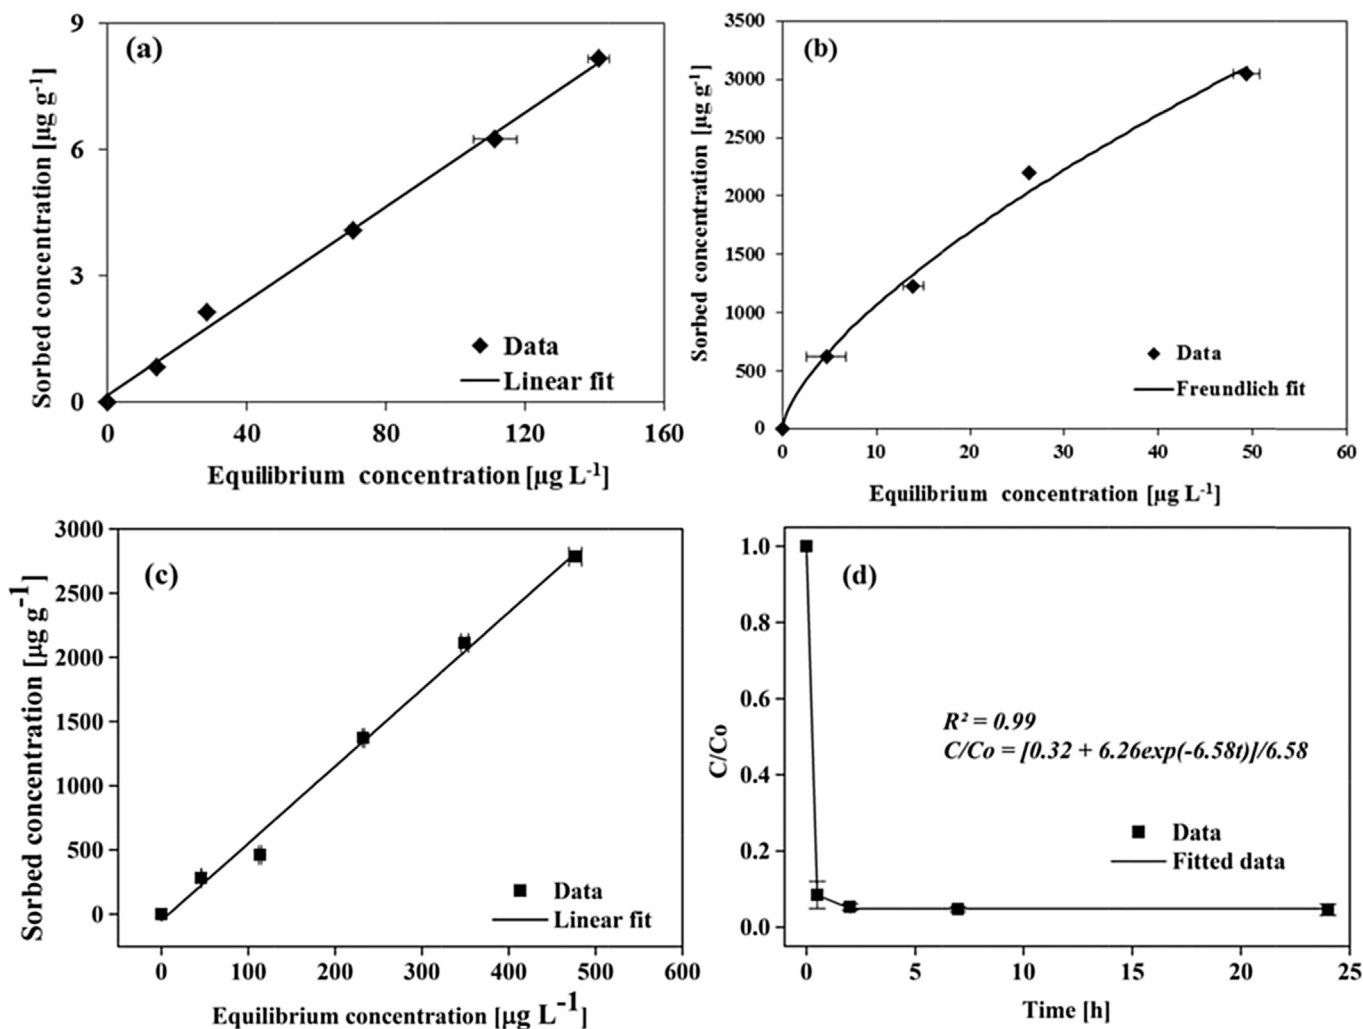 (a)
9
6
3
0
0 40 80 120 160
Sorbed concentration [µg g-1]
Equilibrium concentration [µg L-1]
Data
Linear fit
(b)
3500
3000
2500
2000
1500
1000
500
0
0 10 20 30 40 50 60
Sorbed concentration [µg g-1]
Equilibrium concentration [µg L-1]
Data
Freundlich fit
(c)
3000
2500
2000
1500
1000
500
0
0 100 200 300 400 500 600
Sorbed concentration [µg g-1]
Equilibrium concentration [µg L-1]
Data
Linear fit
(d)
1.0
0.8
0.6
0.4
0.2
0.0
0 5 10 15 20 25
C/Co
Time [h]
R² = 0.99
C/Co = [0.32 + 6.26exp(-6.58t)]/6.58
Data
Fitted data